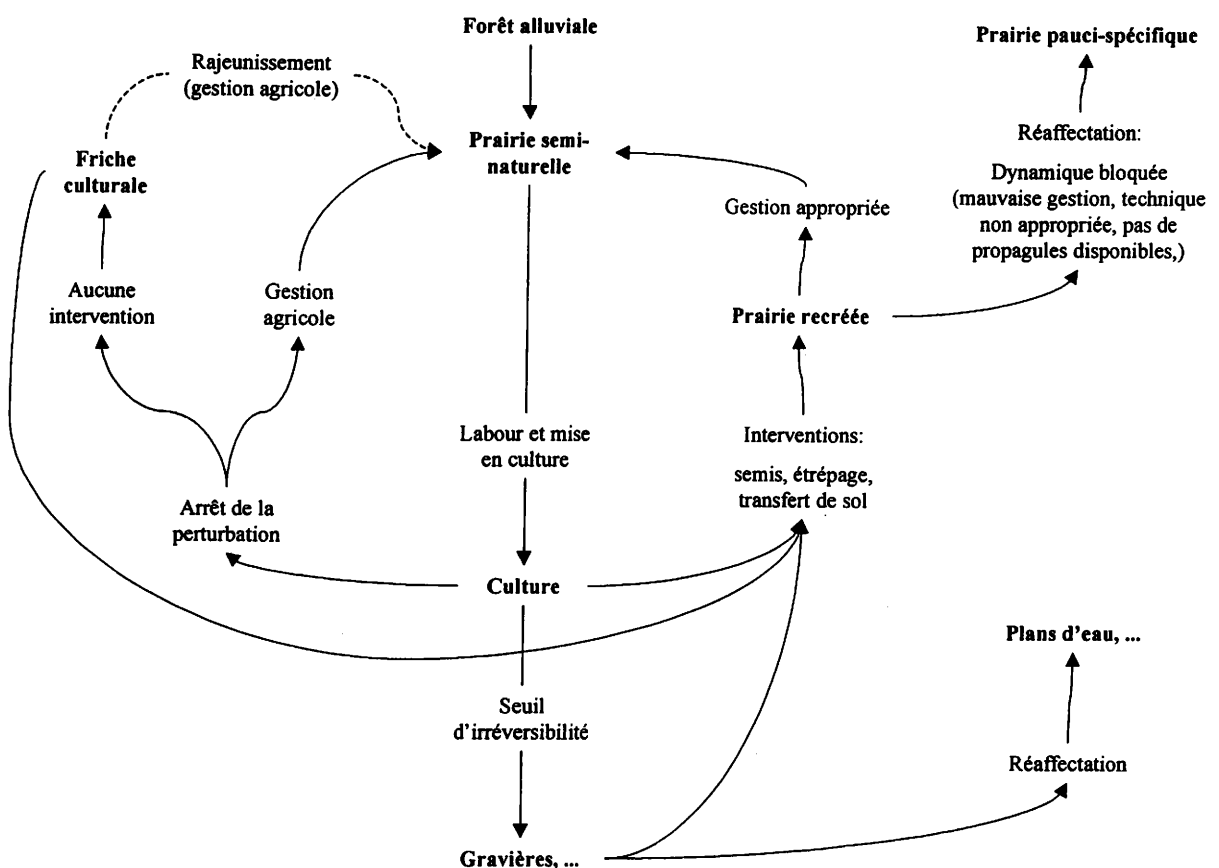 Forêt alluviale
Prairie pauci-spécifique
Rajeunissement
(gestion agricole)
Prairie semi-
naturelle
Réaffectation:
Friche
culturale
Dynamique bloquée
(mauvaise gestion, technique
non appropriée, pas de
propagules disponibles,)
Gestion appropriée
Aucune
intervention
Gestion
agricole
Prairie recréée
Labour et mise
en culture
Interventions:
semis, étrépage,
transfert de sol
Arrêt de la
perturbation
Culture
Plans d'eau, ...
Seuil
d'irréversibilité
Réaffectation
Gravières, ...